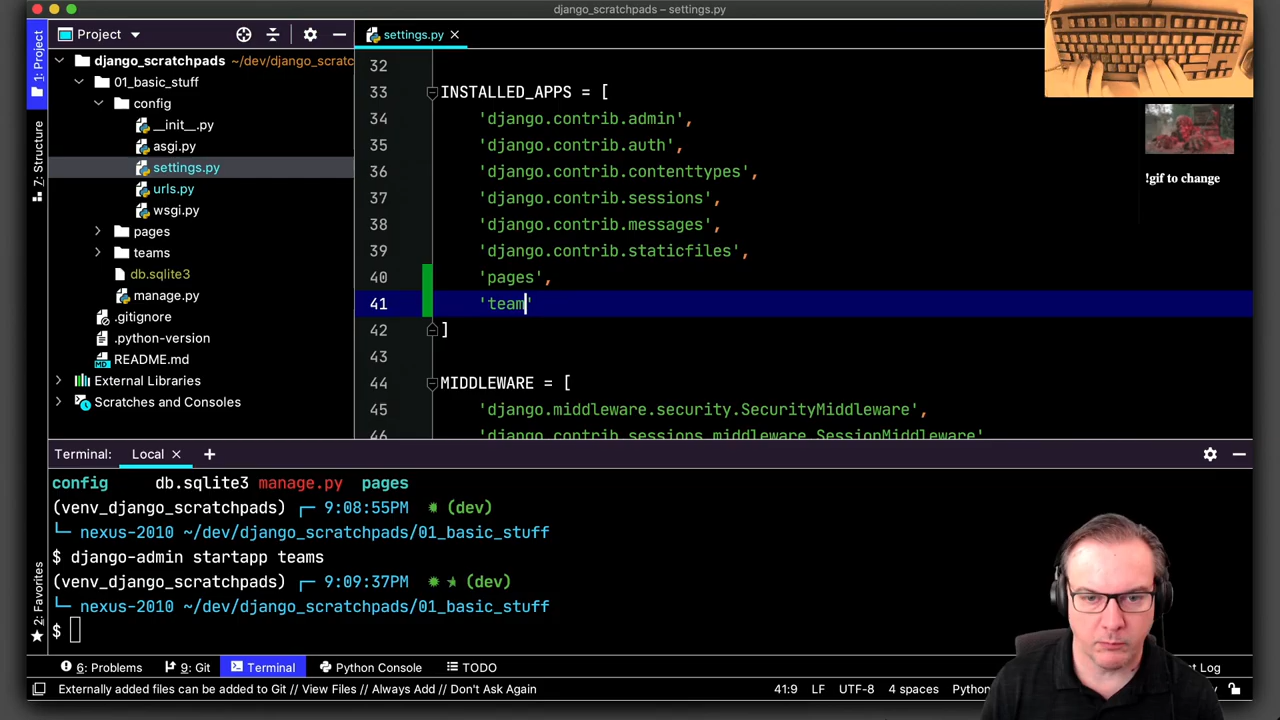 django_scratchpads – settings.py
Project
settings.py
django_scratchpads ~/dev/django_scratc
01_basic_stuff
config
__init__.py
asgi.py
settings.py
urls.py
wsgi.py
pages
teams
db.sqlite3
manage.py
.gitignore
.python-version
README.md
External Libraries
Scratches and Consoles
1: Project
7: Structure
2: Favorites
32
33 INSTALLED_APPS = [
34 'django.contrib.admin',
35 'django.contrib.auth',
36 'django.contrib.contenttypes',
37 'django.contrib.sessions',
38 'django.contrib.messages',
39 'django.contrib.staticfiles',
40 'pages',
41 'team'
42 ]
43
44 MIDDLEWARE = [
45 'django.middleware.security.SecurityMiddleware',
46 'django.contrib.sessions.middleware.SessionMiddleware'
!gif to change
Terminal: Local +
config db.sqlite3 manage.py pages
(venv_django_scratchpads) 9:08:55PM (dev)
nexus-2010 ~/dev/django_scratchpads/01_basic_stuff
$ django-admin startapp teams
(venv_django_scratchpads) 9:09:37PM ★ (dev)
nexus-2010 ~/dev/django_scratchpads/01_basic_stuff
$
6: Problems 9: Git Terminal Python Console TODO t Log
Externally added files can be added to Git // View Files // Always Add // Don't Ask Again 41:9 LF UTF-8 4 spaces Python